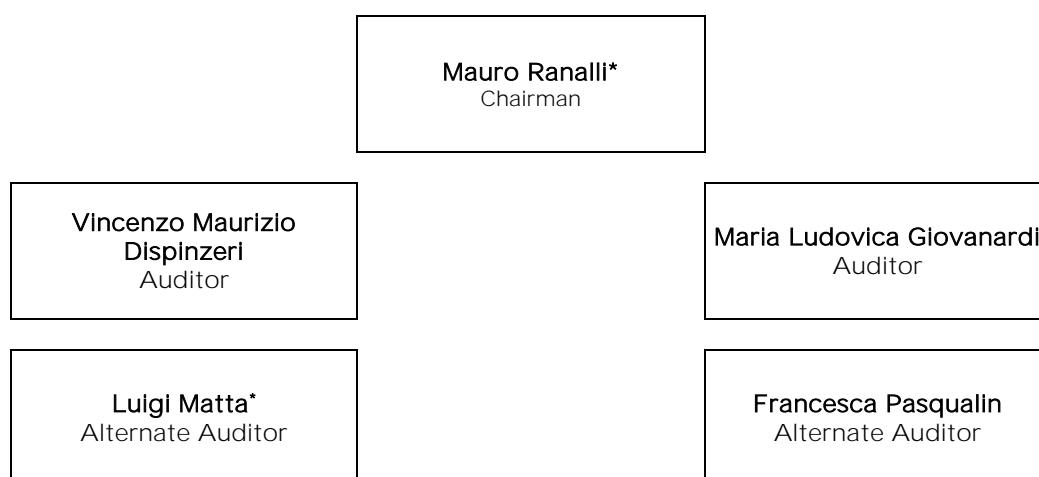 Mauro Ranalli*
Chairman
Vincenzo Maurizio
Dispinzeri
Auditor
Maria Ludovica Giovanardi
Auditor
Luigi Matta*
Alternate Auditor
Francesca Pasqualin
Alternate Auditor